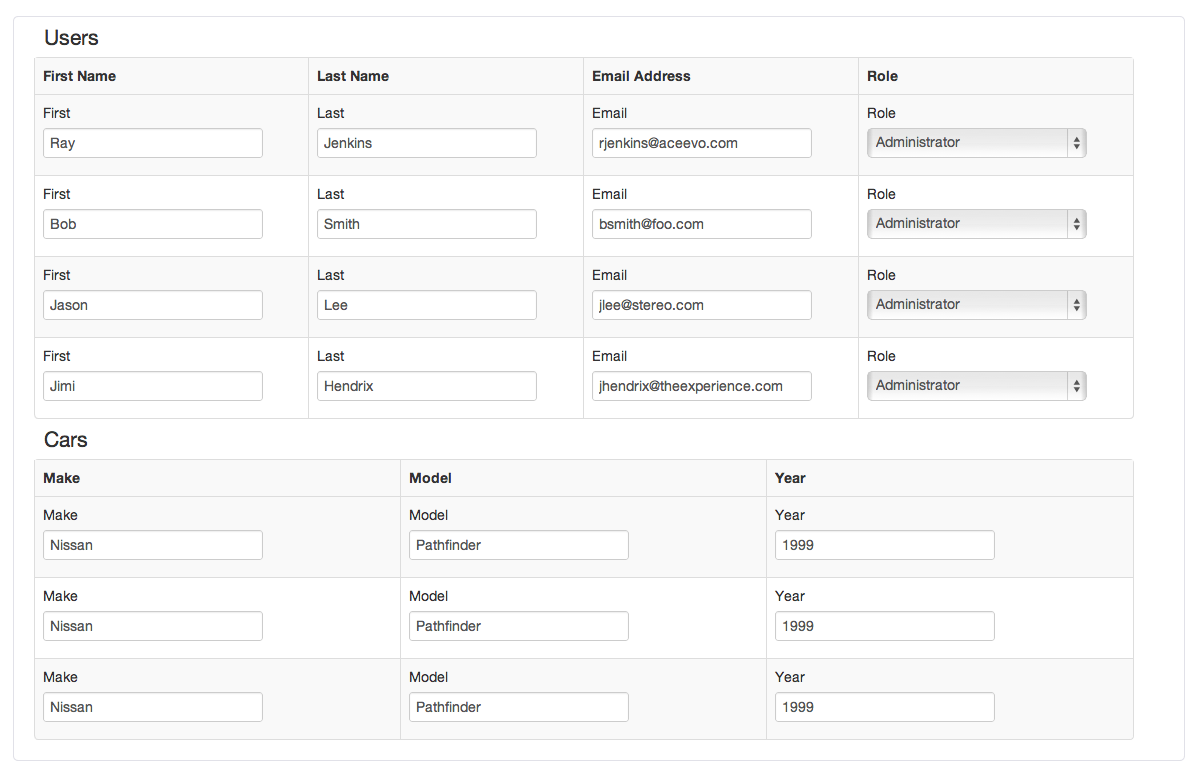 Users
First Name Last Name Email Address Role
First Last Email Role
Ray Jenkins rjenkins@aceevo.com Administrator
First Last Email Role
Bob Smith bsmith@foo.com Administrator
First Last Email Role
Jason Lee jlee@stereo.com Administrator
First Last Email Role
Jimi Hendrix jhendrix@theexperience.com Administrator
Cars
Make Model Year
Make Model Year
Nissan Pathfinder 1999
Make Model Year
Nissan Pathfinder 1999
Make Model Year
Nissan Pathfinder 1999